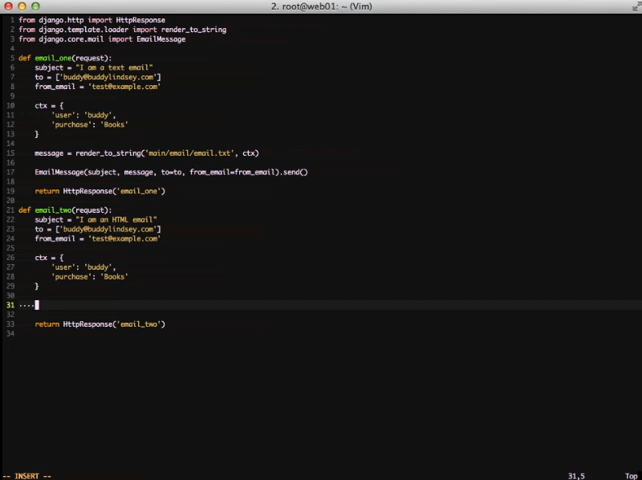 2. root@web01: ~ (Vim)
1 from django.http import HttpResponse
2 from django.template.loader import render_to_string
3 from django.core.mail import EmailMessage
4
5 def email_one(request):
6     subject = "I am a text email"
7     to = ['buddy@buddylindsey.com']
8     from_email = 'test@example.com'
9
10     ctx = {
11         'user': 'buddy',
12         'purchase': 'Books'
13     }
14
15     message = render_to_string('main/email/email.txt', ctx)
16
17     EmailMessage(subject, message, to=to, from_email=from_email).send()
18
19     return HttpResponse('email_one')
20
21 def email_two(request):
22     subject = "I am an HTML email"
23     to = ['buddy@buddylindsey.com']
24     from_email = 'test@example.com'
25
26     ctx = {
27         'user': 'buddy',
28         'purchase': 'Books'
29     }
30
31 ····
32
33     return HttpResponse('email_two')
34
-- INSERT -- 31,5 Top